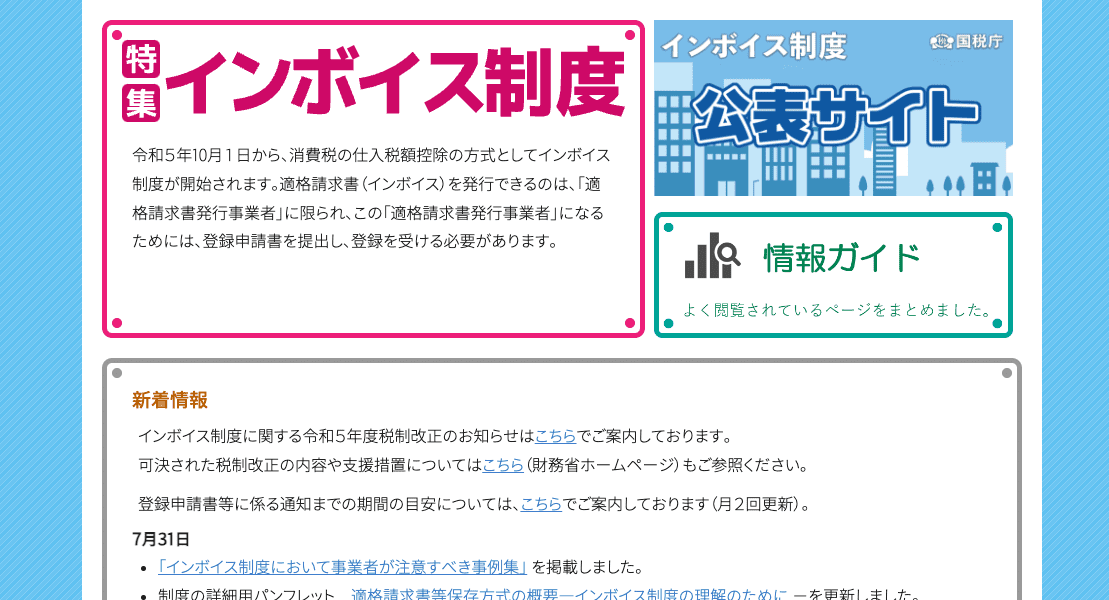 特集
インボイス制度
令和５年10月１日から、消費税の仕入税額控除の方式としてインボイス
制度が開始されます。適格請求書（インボイス）を発行できるのは、「適
格請求書発行事業者」に限られ、この「適格請求書発行事業者」になる
ためには、登録申請書を提出し、登録を受ける必要があります。
インボイス制度
国税庁
公表サイト
情報ガイド
よく閲覧されているページをまとめました。
新着情報
インボイス制度に関する令和５年度税制改正のお知らせはこちらでご案内しております。
可決された税制改正の内容や支援措置についてはこちら（財務省ホームページ）もご参照ください。
登録申請書等に係る通知までの期間の目安については、こちらでご案内しております（月２回更新）。
7月31日
「インボイス制度において事業者が注意すべき事例集」を掲載しました。
制度の詳細用パンフレット　適格請求書等保存方式の概要―インボイス制度の理解のために ―を更新しました。